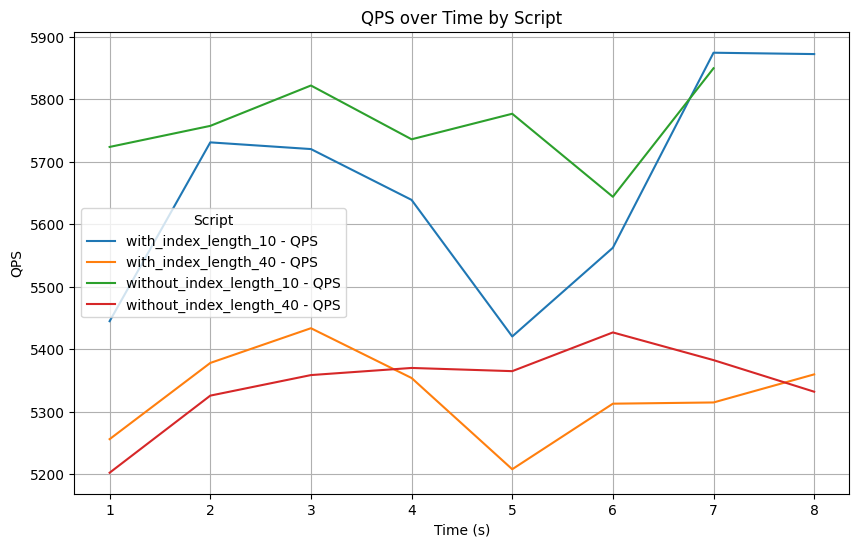 QPS over Time by Script
5900
5800
5700
5600
5500
5400
5300
5200
QPS
Script
with_index_length_10 - QPS
with_index_length_40 - QPS
without_index_length_10 - QPS
without_index_length_40 - QPS
1 2 3 4 5 6 7 8
Time (s)